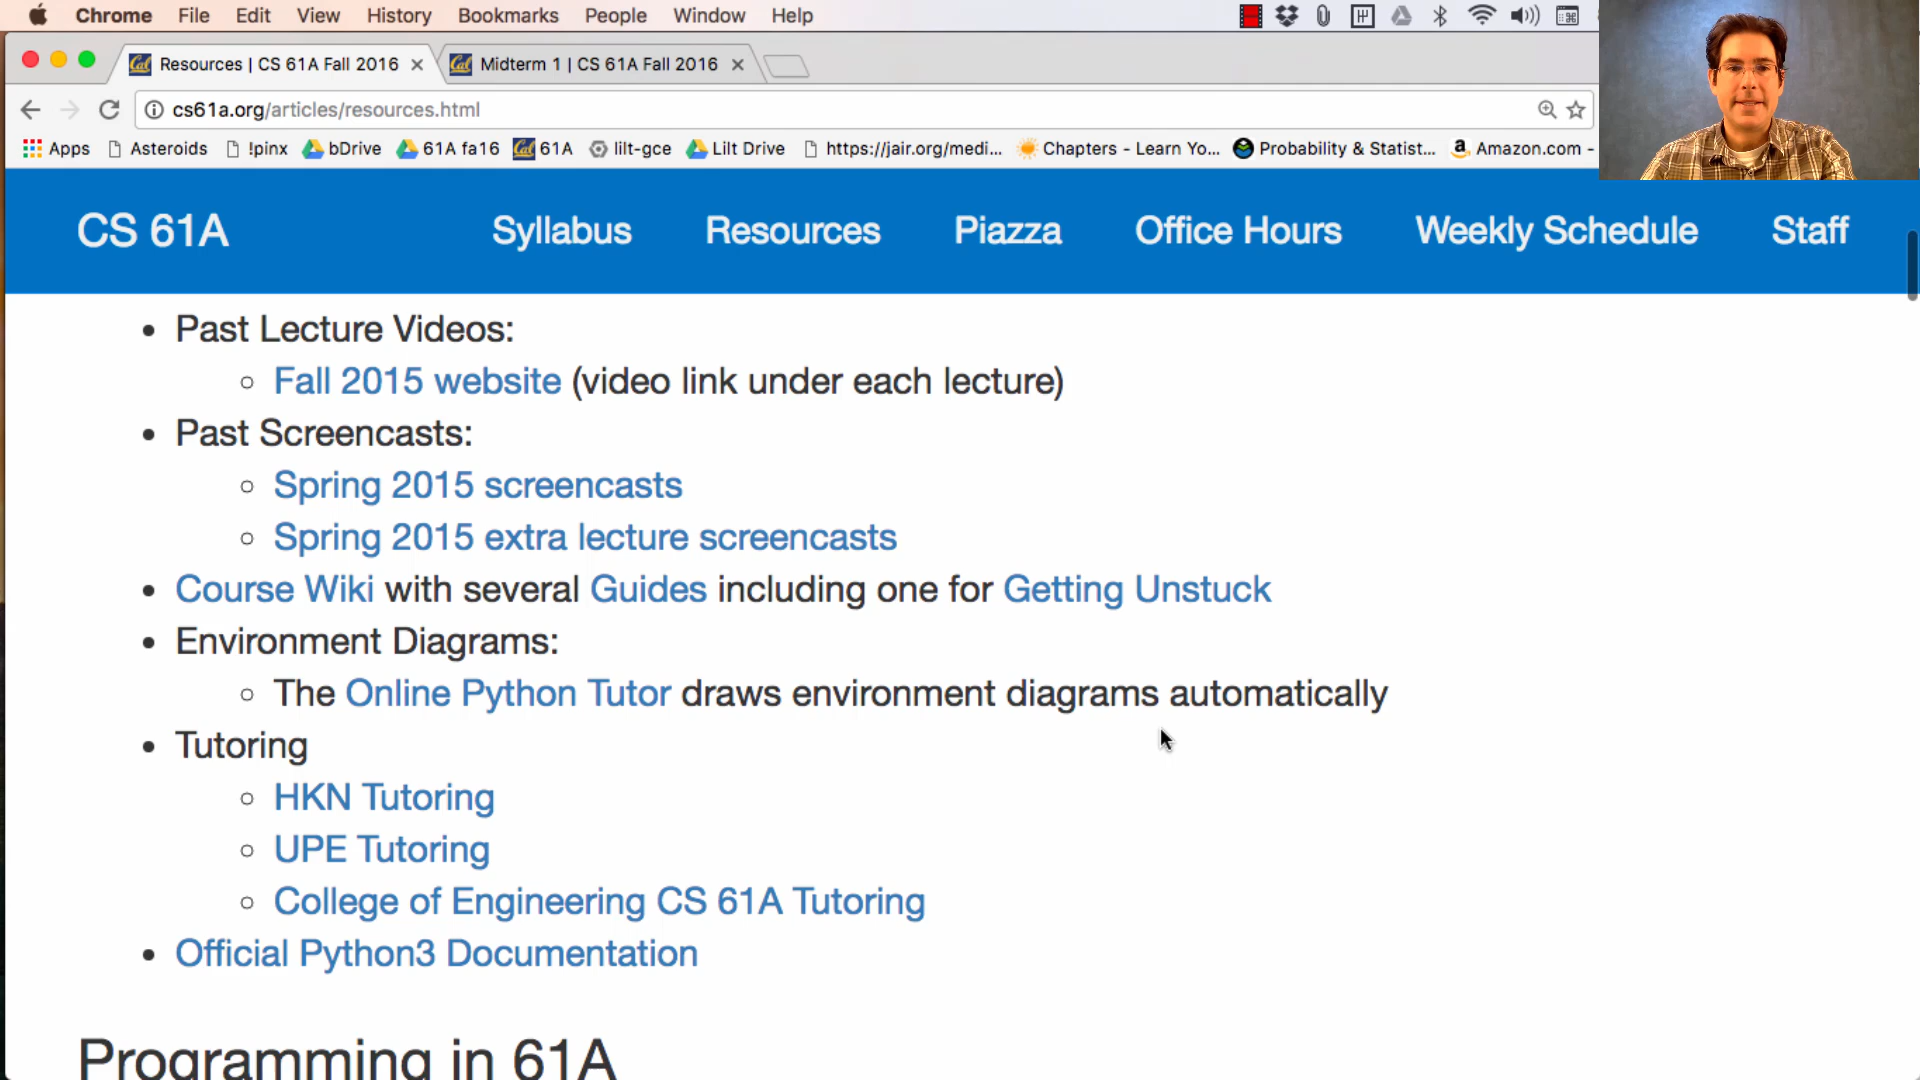 Chrome File Edit View History Bookmarks People Window Help
Resources | CS 61A Fall 2016 Midterm 1 | CS 61A Fall 2016
cs61a.org/articles/resources.html
Apps Asteroids !pinx bDrive 61A fa16 61A lilt-gce Lilt Drive https://jair.org/medi... Chapters - Learn Yo... Probability & Statist... Amazon.com -
CS 61A Syllabus Resources Piazza Office Hours Weekly Schedule Staff
• Past Lecture Videos:
○ Fall 2015 website (video link under each lecture)
• Past Screencasts:
○ Spring 2015 screencasts
○ Spring 2015 extra lecture screencasts
• Course Wiki with several Guides including one for Getting Unstuck
• Environment Diagrams:
○ The Online Python Tutor draws environment diagrams automatically
• Tutoring
○ HKN Tutoring
○ UPE Tutoring
○ College of Engineering CS 61A Tutoring
• Official Python3 Documentation
Programming in 61A